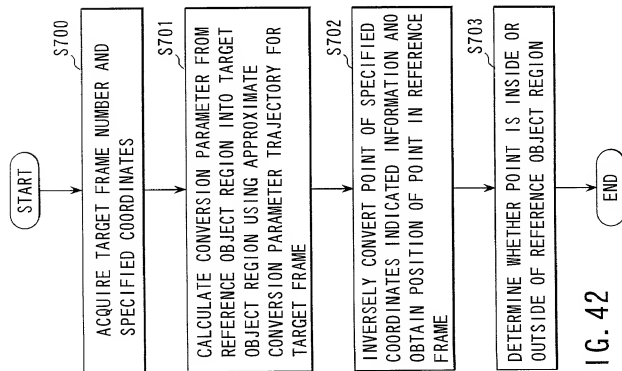 START
S700
ACQUIRE TARGET FRAME NUMBER AND
SPECIFIED COORDINATES
S701
CALCULATE CONVERSION PARAMETER FROM
REFERENCE OBJECT REGION INTO TARGET
OBJECT REGION USING APPROXIMATE
CONVERSION PARAMETER TRAJECTORY FOR
TARGET FRAME
S702
INVERSELY CONVERT POINT OF SPECIFIED
COORDINATES INDICATED INFORMATION AND
OBTAIN POSITION OF POINT IN REFERENCE
FRAME
S703
DETERMINE WHETHER POINT IS INSIDE OR
OUTSIDE OF REFERENCE OBJECT REGION
END
IG. 42